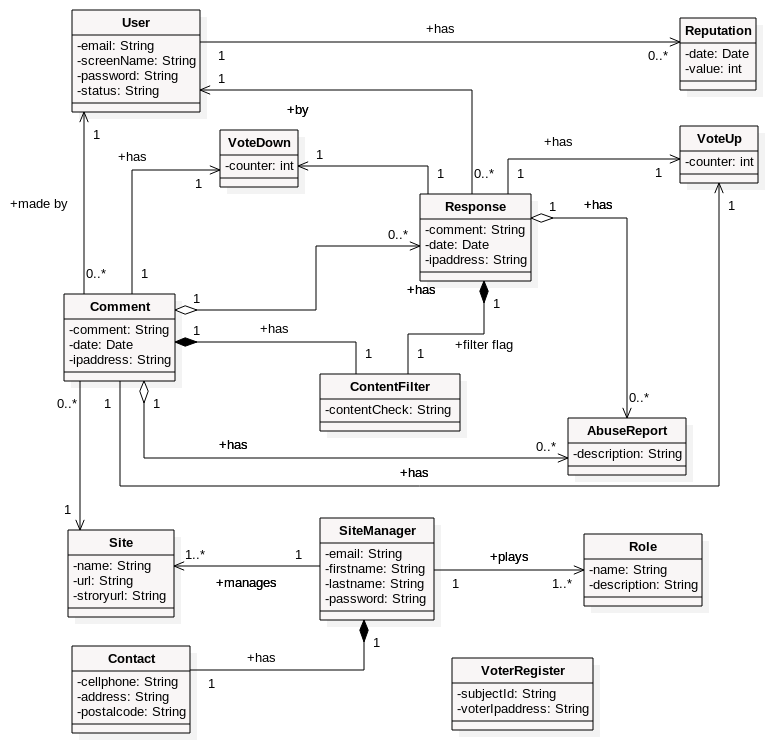 User
-email: String
-screenName: String
-password: String
-status: String
+has
1
0..*
Reputation
-date: Date
-value: int
1
+by
VoteDown
-counter: int
1
+has
1
1
+made by
0..*
1
1
0..*
1
+has
1
VoteUp
-counter: int
1
Response
-comment: String
-date: Date
-ipaddress: String
1
+has
0..*
+has
1
Comment
-comment: String
-date: Date
-ipaddress: String
1
1
+has
1
+filter flag
1
ContentFilter
-contentCheck: String
0..*
AbuseReport
-description: String
0..*
1
1
+has
0..*
+has
1
Site
-name: String
-url: String
-stroryurl: String
1..*
1
+manages
SiteManager
-email: String
-firstname: String
-lastname: String
-password: String
+plays
1
1..*
Role
-name: String
-description: String
Contact
-cellphone: String
-address: String
-postalcode: String
+has
1
1
VoterRegister
-subjectId: String
-voterIpaddress: String